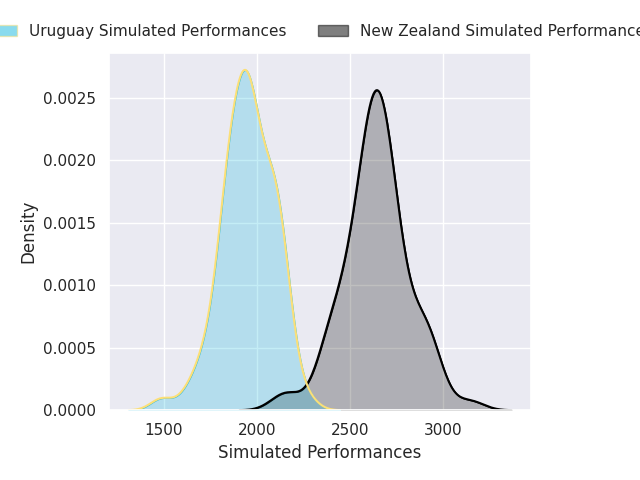 Uruguay Simulated Performances New Zealand Simulated Performance
0.0025
0.0020
0.0015
0.0010
0.0005
0.0000
Density
1500 2000 2500 3000
Simulated Performances